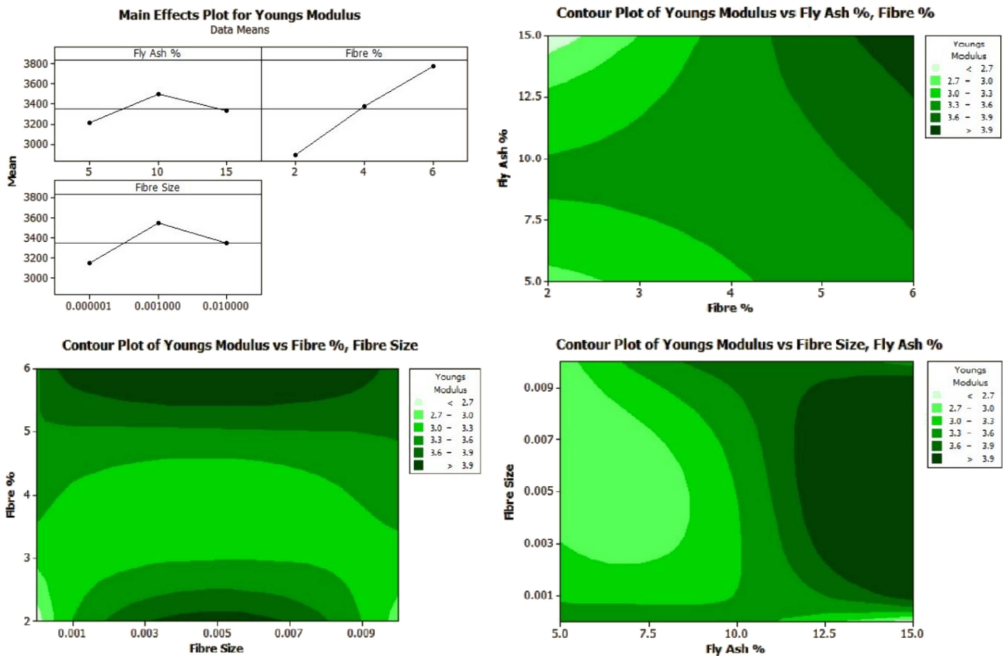 Main Effects Plot for Youngs Modulus
Data Means
Fly Ash %
Fibre %
3800
3600
3400
3200
3000
5 10 15
2 4 6
Fibre Size
3800
3600
3400
3200
3000
0.000001 0.001000 0.010000
Mean
Contour Plot of Youngs Modulus vs Fly Ash %, Fibre %
15.0
12.5
10.0
7.5
5.0
2 3 4 5 6
Fly Ash %
Fibre %
Youngs
Modulus
< 2.7
2.7 – 3.0
3.0 – 3.3
3.3 – 3.6
3.6 – 3.9
> 3.9
Contour Plot of Youngs Modulus vs Fibre %, Fibre Size
6
5
4
3
2
0.001 0.003 0.005 0.007 0.009
Fibre %
Fibre Size
Youngs
Modulus
< 2.7
2.7 – 3.0
3.0 – 3.3
3.3 – 3.6
3.6 – 3.9
> 3.9
Contour Plot of Youngs Modulus vs Fibre Size, Fly Ash %
0.009
0.007
0.005
0.003
0.001
5.0 7.5 10.0 12.5 15.0
Fibre Size
Fly Ash %
Youngs
Modulus
< 2.7
2.7 – 3.0
3.0 – 3.3
3.3 – 3.6
3.6 – 3.9
> 3.9